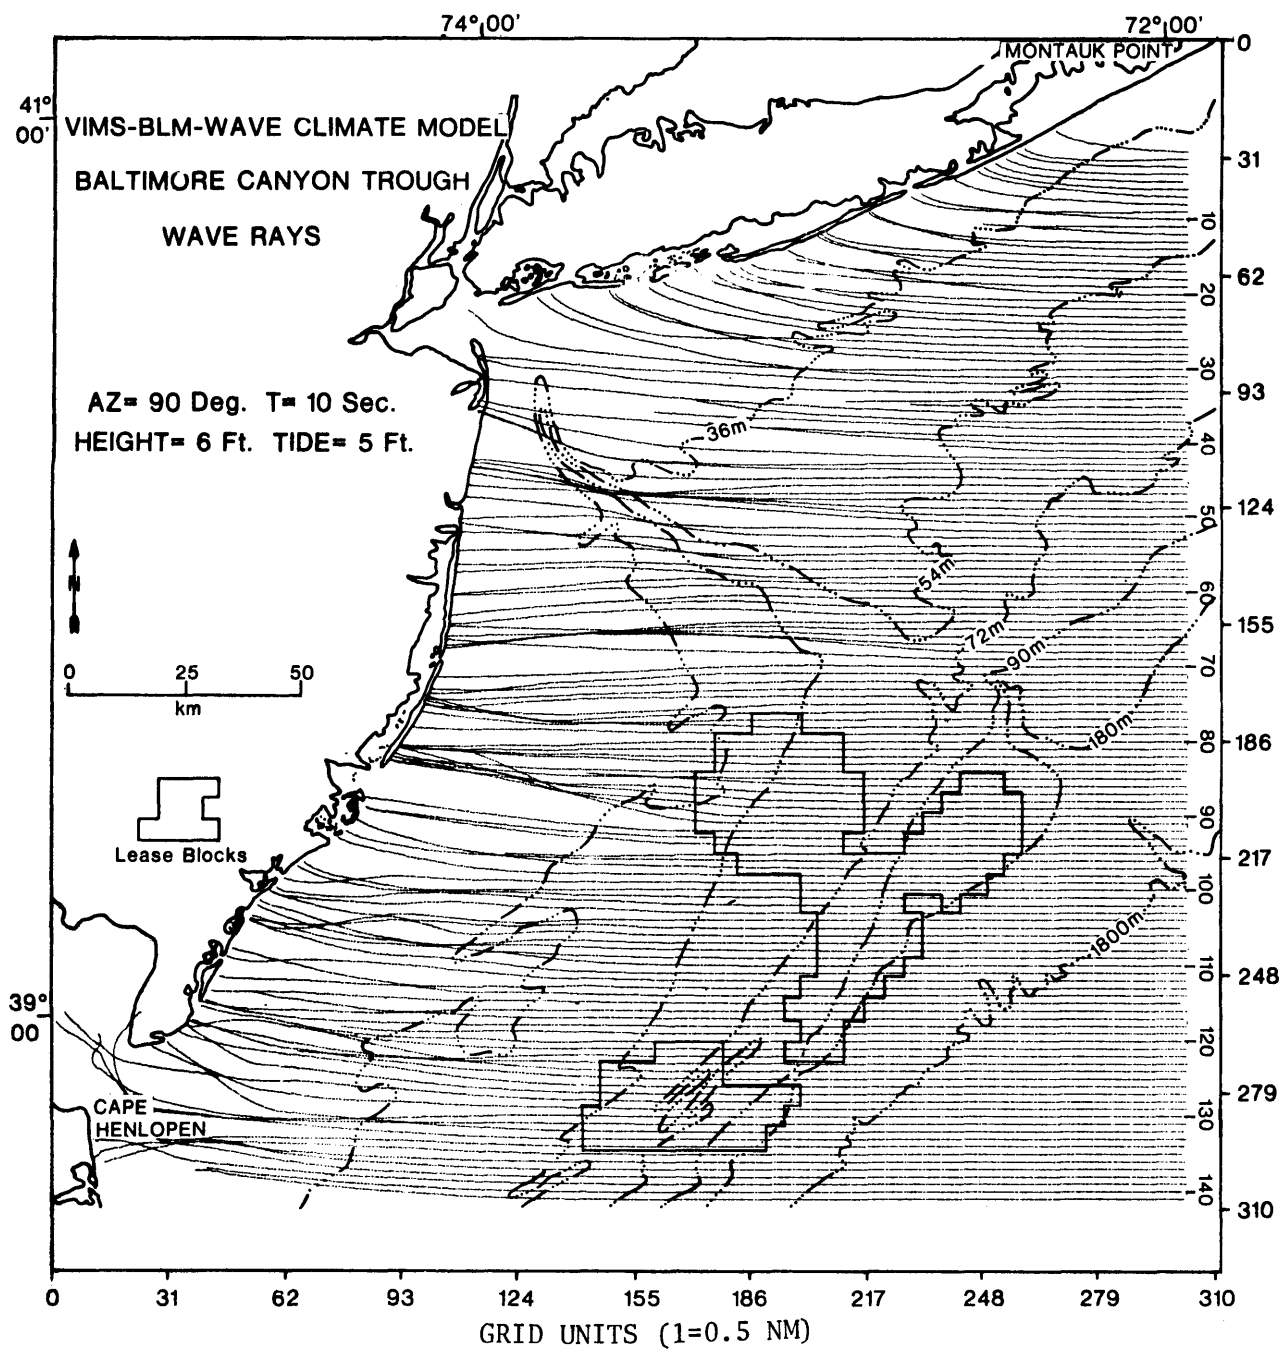 74°00'
72°00'
MONTAUK POINT
0
41°
00'
VIMS-BLM-WAVE CLIMATE MODEL
BALTIMORE CANYON TROUGH
WAVE RAYS
31
10
62
20
AZ= 90 Deg. T= 10 Sec.
HEIGHT= 6 Ft. TIDE= 5 Ft.
30
93
36m
40
124
50
54m
N
60
155
72m
90m
70
0 25 50
km
180m
80
186
90
Lease Blocks
217
100
1800m
110
248
39°
00
120
279
CAPE
HENLOPEN
130
140
310
0 31 62 93 124 155 186 217 248 279 310
GRID UNITS (1=0.5 NM)